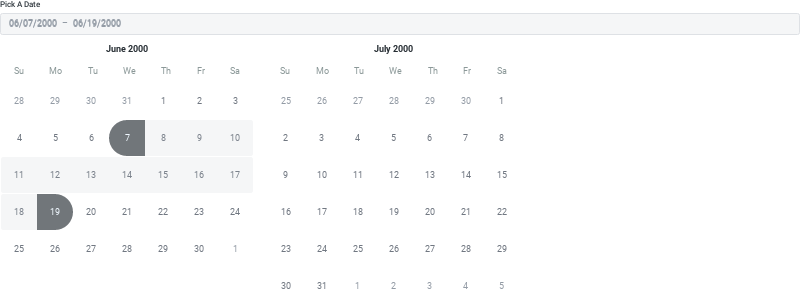 Pick A Date
06/07/2000 – 06/19/2000
June 2000
Su Mo Tu We Th Fr Sa
28 29 30 31 1 2 3
4 5 6 7 8 9 10
11 12 13 14 15 16 17
18 19 20 21 22 23 24
25 26 27 28 29 30 1
July 2000
Su Mo Tu We Th Fr Sa
25 26 27 28 29 30 1
2 3 4 5 6 7 8
9 10 11 12 13 14 15
16 17 18 19 20 21 22
23 24 25 26 27 28 29
30 31 1 2 3 4 5